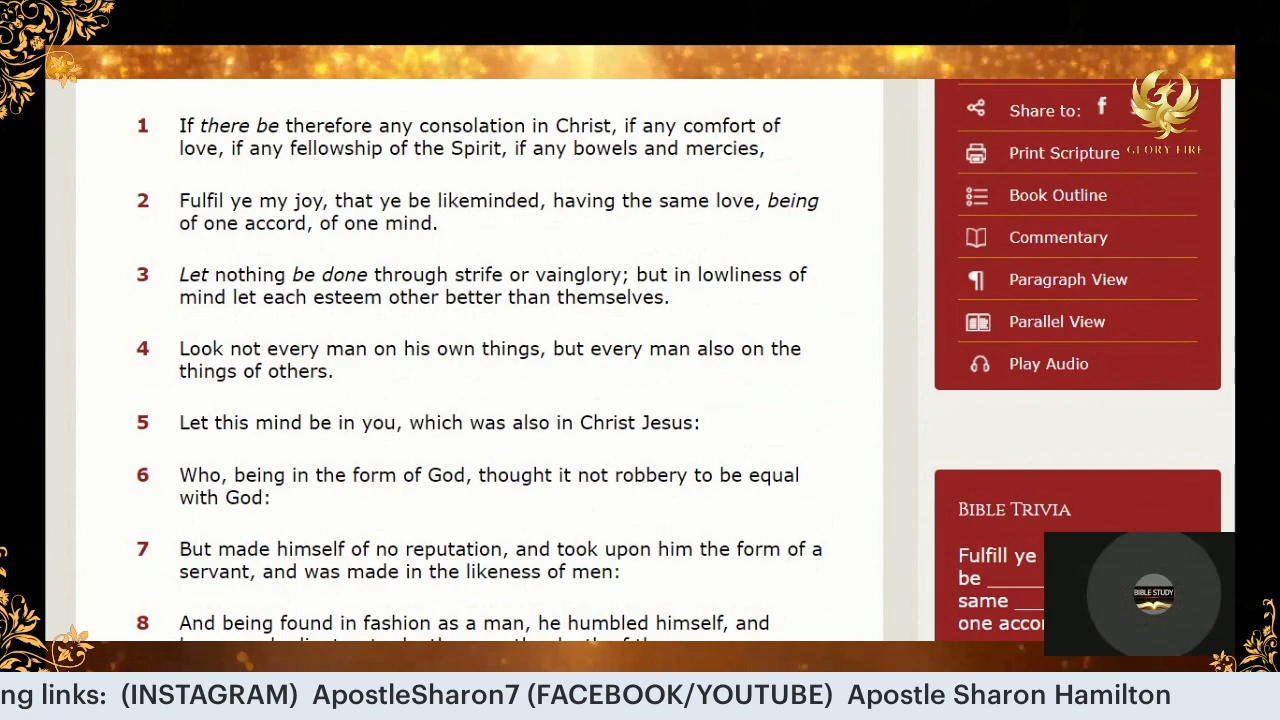 1 If there be therefore any consolation in Christ, if any comfort of
love, if any fellowship of the Spirit, if any bowels and mercies,
2 Fulfil ye my joy, that ye be likeminded, having the same love, being
of one accord, of one mind.
3 Let nothing be done through strife or vainglory; but in lowliness of
mind let each esteem other better than themselves.
4 Look not every man on his own things, but every man also on the
things of others.
5 Let this mind be in you, which was also in Christ Jesus:
6 Who, being in the form of God, thought it not robbery to be equal
with God:
7 But made himself of no reputation, and took upon him the form of a
servant, and was made in the likeness of men:
8 And being found in fashion as a man, he humbled himself, and
Share to:
GLORY FIRE
Print Scripture
Book Outline
Commentary
Paragraph View
Parallel View
Play Audio
BIBLE TRIVIA
Fulfill ye
be ______
same ___
one
BIBLE STUDY
ng links: (INSTAGRAM) ApostleSharon7 (FACEBOOK/YOUTUBE) Apostle Sharon Hamilton